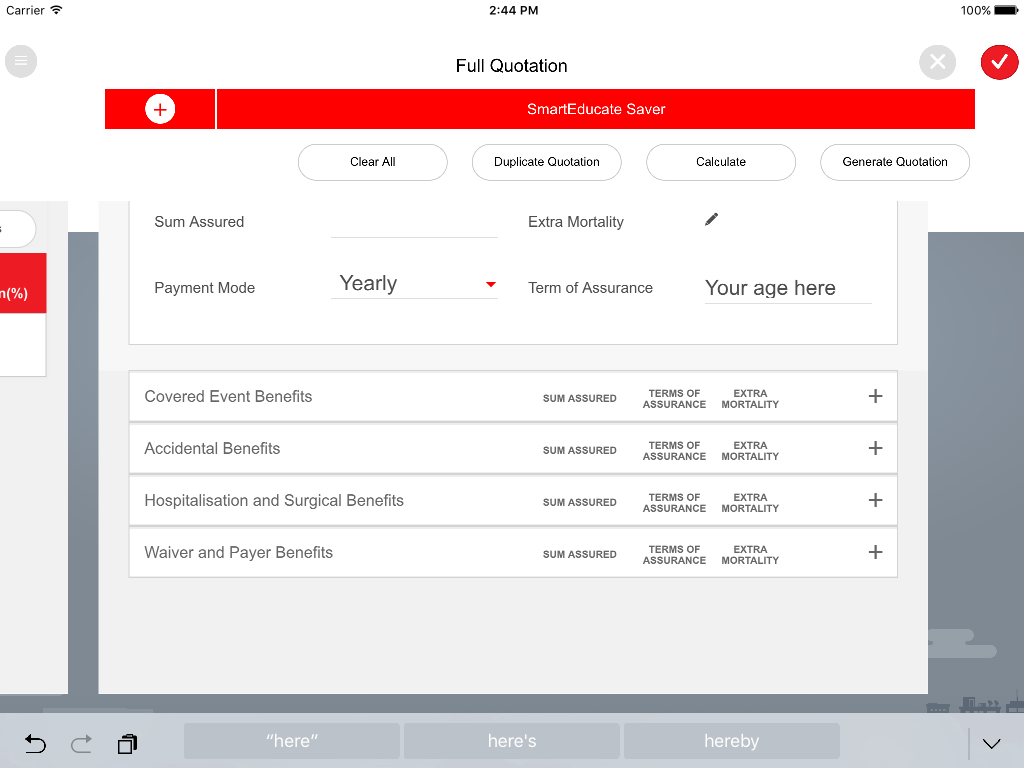 Carrier
2:44 PM
100%
Full Quotation
SmartEducate Saver
Clear All
Duplicate Quotation
Calculate
Generate Quotation
s
n(%)
Sum Assured
Extra Mortality
Payment Mode
Yearly
Term of Assurance
Your age here
Covered Event Benefits
SUM ASSURED
TERMS OF
ASSURANCE
EXTRA
MORTALITY
+
Accidental Benefits
SUM ASSURED
TERMS OF
ASSURANCE
EXTRA
MORTALITY
+
Hospitalisation and Surgical Benefits
SUM ASSURED
TERMS OF
ASSURANCE
EXTRA
MORTALITY
+
Waiver and Payer Benefits
SUM ASSURED
TERMS OF
ASSURANCE
EXTRA
MORTALITY
+
“here”
here's
hereby